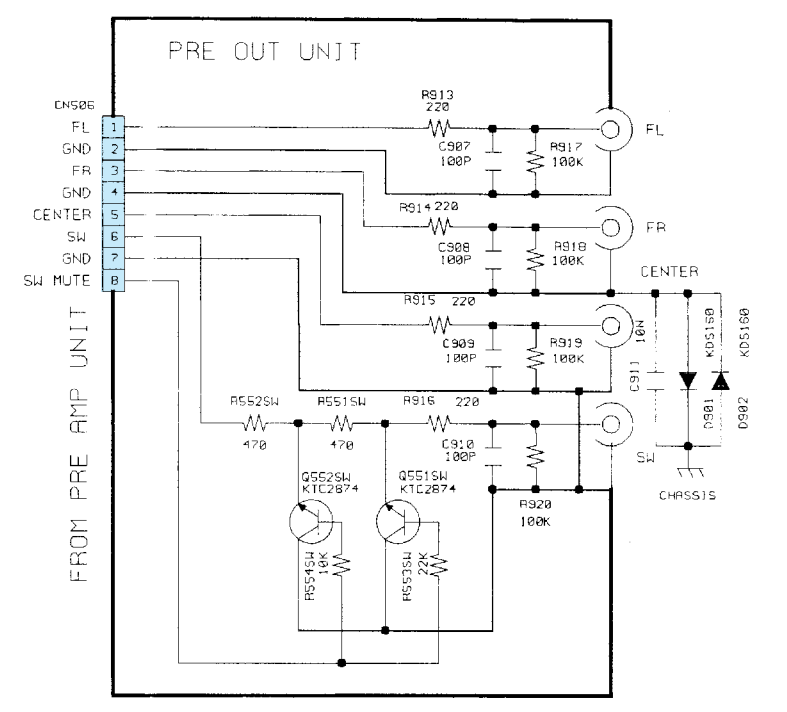 PRE OUT UNIT
CN506
FL 1
GND 2
FR 3
GND 4
CENTER 5
SW 6
GND 7
SW MUTE 8
FROM PRE AMP UNIT
R913
220
C907
100P
R917
100K
FL
R914 220
C908
100P
R918
100K
FR
CENTER
R915 220
C909
100P
R919
100K
10N
C911
KDS160
D901
KDS160
D902
R552SW
470
R551SW
470
R916 220
C910
100P
SW
CHASSIS
R920
100K
Q552SW
KTC2874
Q551SW
KTC2874
R554SW
10K
R553SW
22K